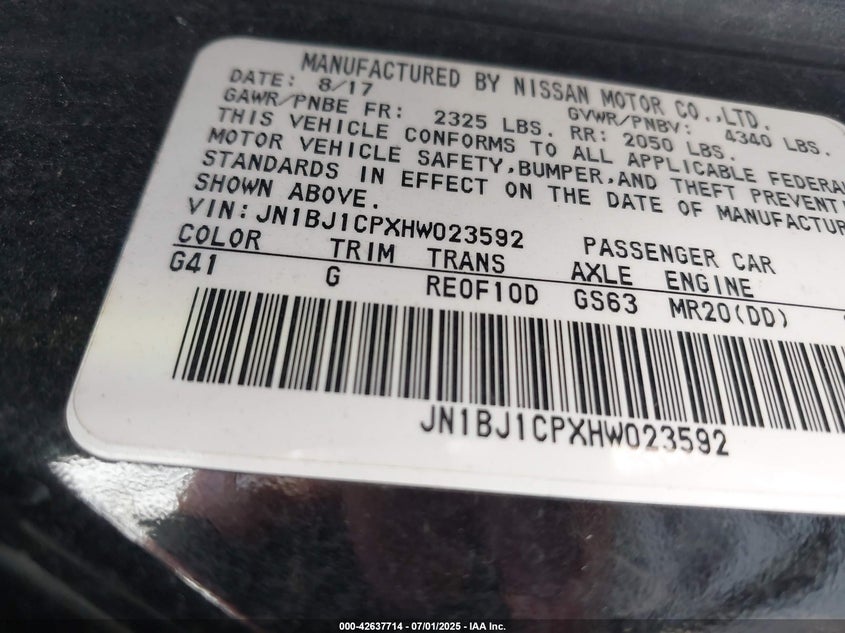 MANUFACTURED BY NISSAN MOTOR CO.,LTD.
DATE: 8/17 GVWR/PNBV: 4340 LBS.
GAWR/PNBE FR: 2325 LBS. RR: 2050 LBS.
THIS VEHICLE CONFORMS TO ALL APPLICABLE FEDERAL
MOTOR VEHICLE SAFETY,BUMPER,AND THEFT PREVENT
STANDARDS IN EFFECT ON THE DATE OF MANUFACTUR
SHOWN ABOVE.
VIN:JN1BJ1CPXHW023592 PASSENGER CAR
COLOR TRIM TRANS AXLE ENGINE
G41 G RE0F10D GS63 MR20(DD)
JN1BJ1CPXHW023592
000-42637714 - 07/01/2025 - IAA Inc.